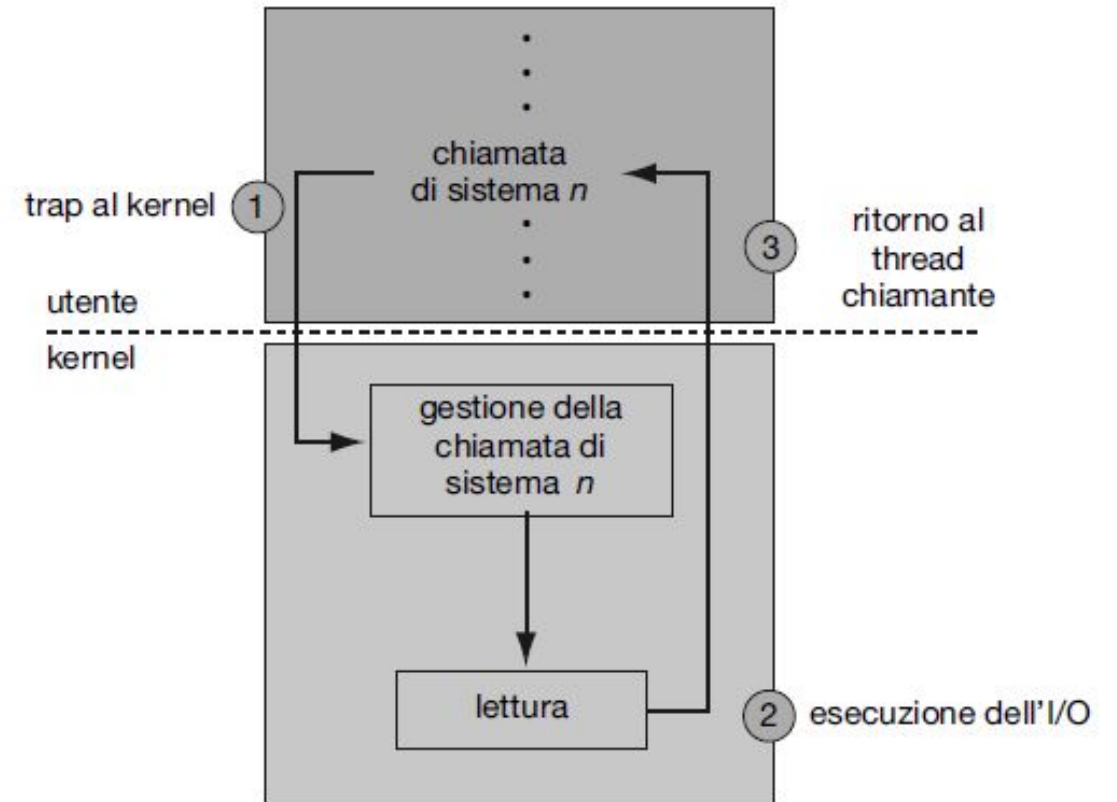 chiamata
di sistema n
trap al kernel 1
3 ritorno al
thread
chiamante
utente
kernel
gestione della
chiamata di
sistema n
lettura
2 esecuzione dell'I/O